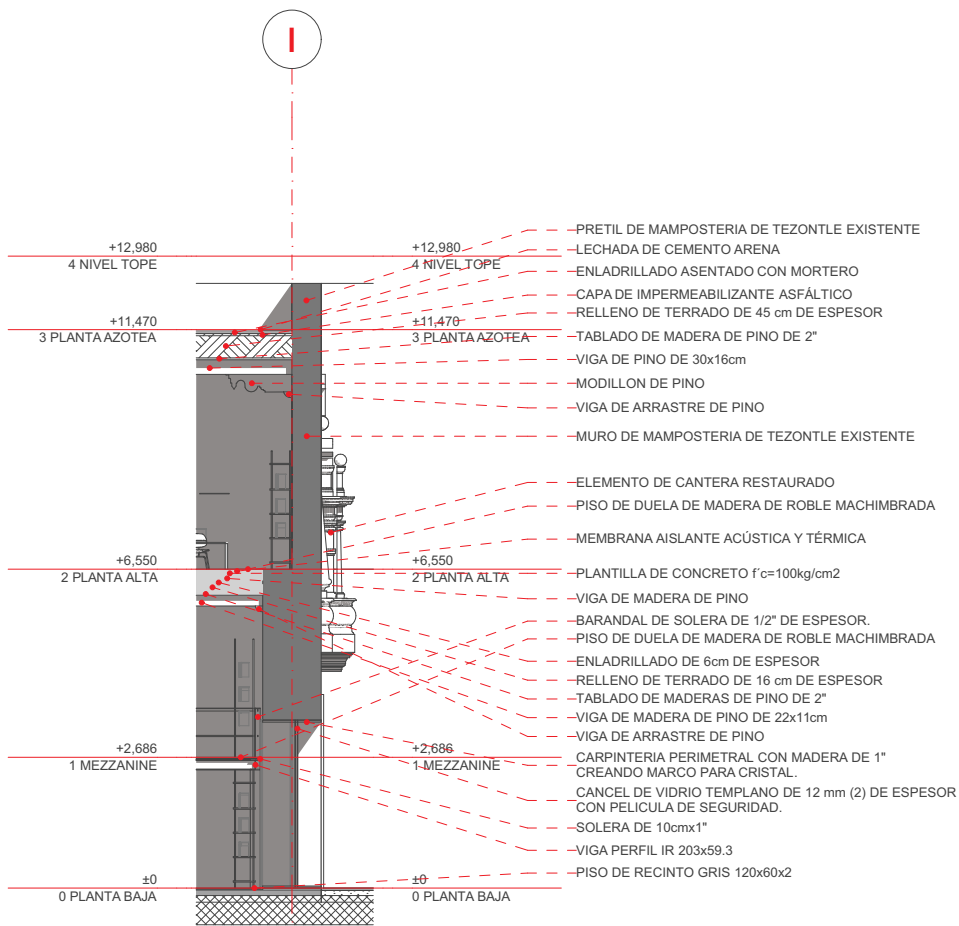 I
PRETIL DE MAMPOSTERIA DE TEZONTLE EXISTENTE
+12,980
+12,980
LECHADA DE CEMENTO ARENA
4 NIVEL TOPE
4 NIVEL TOPE
ENLADRILLADO ASENTADO CON MORTERO
CAPA DE IMPERMEABILIZANTE ASFÁLTICO
RELLENO DE TERRADO DE 45 cm DE ESPESOR
+11,470
+11,470
3 PLANTA AZOTEA
3 PLANTA AZOTEA
TABLADO DE MADERA DE PINO DE 2"
VIGA DE PINO DE 30x16cm
MODILLON DE PINO
VIGA DE ARRASTRE DE PINO
MURO DE MAMPOSTERIA DE TEZONTLE EXISTENTE
ELEMENTO DE CANTERA RESTAURADO
PISO DE DUELA DE MADERA DE ROBLE MACHIMBRADA
MEMBRANA AISLANTE ACÚSTICA Y TÉRMICA
+6,550
+6,550
2 PLANTA ALTA
2 PLANTA ALTA
PLANTILLA DE CONCRETO f´c=100kg/cm2
VIGA DE MADERA DE PINO
BARANDAL DE SOLERA DE 1/2" DE ESPESOR.
PISO DE DUELA DE MADERA DE ROBLE MACHIMBRADA
ENLADRILLADO DE 6cm DE ESPESOR
RELLENO DE TERRADO DE 16 cm DE ESPESOR
TABLADO DE MADERAS DE PINO DE 2"
VIGA DE MADERA DE PINO DE 22x11cm
VIGA DE ARRASTRE DE PINO
+2,686
+2,686
1 MEZZANINE
1 MEZZANINE
CARPINTERIA PERIMETRAL CON MADERA DE 1"
CREANDO MARCO PARA CRISTAL.
CANCEL DE VIDRIO TEMPLANO DE 12 mm (2) DE ESPESOR
CON PELICULA DE SEGURIDAD.
SOLERA DE 10cmx1"
VIGA PERFIL IR 203x59.3
PISO DE RECINTO GRIS 120x60x2
±0
±0
0 PLANTA BAJA
0 PLANTA BAJA